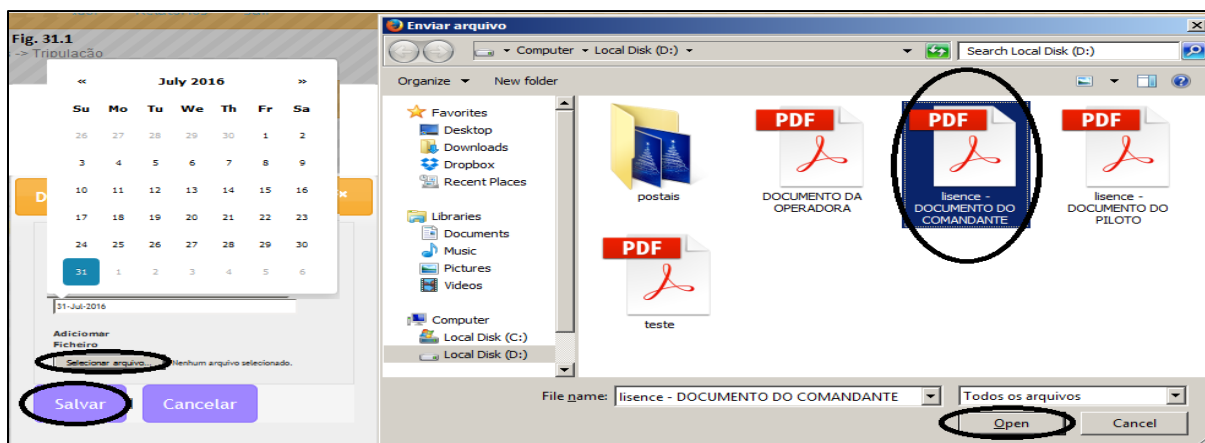 Fig. 31.1
-> Tripulação
« July 2016 »
Su Mo Tu We Th Fr Sa
26 27 28 29 30 1 2
3 4 5 6 7 8 9
10 11 12 13 14 15 16
17 18 19 20 21 22 23
24 25 26 27 28 29 30
31 1 2 3 4 5 6
D
31-Jul-2016
Adiciomar
Ficheiro
Selecionar arquivo... Nenhum arquivo selecionado.
Salvar
Cancelar
Enviar arquivo
Computer Local Disk (D:)
Search Local Disk (D:)
Organize New folder
Favorites
Desktop
Downloads
Dropbox
Recent Places
Libraries
Documents
Music
Pictures
Videos
Computer
Local Disk (C:)
Local Disk (D:)
postais
PDF
DOCUMENTO DA
OPERADORA
PDF
lisence -
DOCUMENTO DO
COMANDANTE
PDF
lisence -
DOCUMENTO DO
PILOTO
PDF
teste
File name: lisence - DOCUMENTO DO COMANDANTE
Todos os arquivos
Open
Cancel